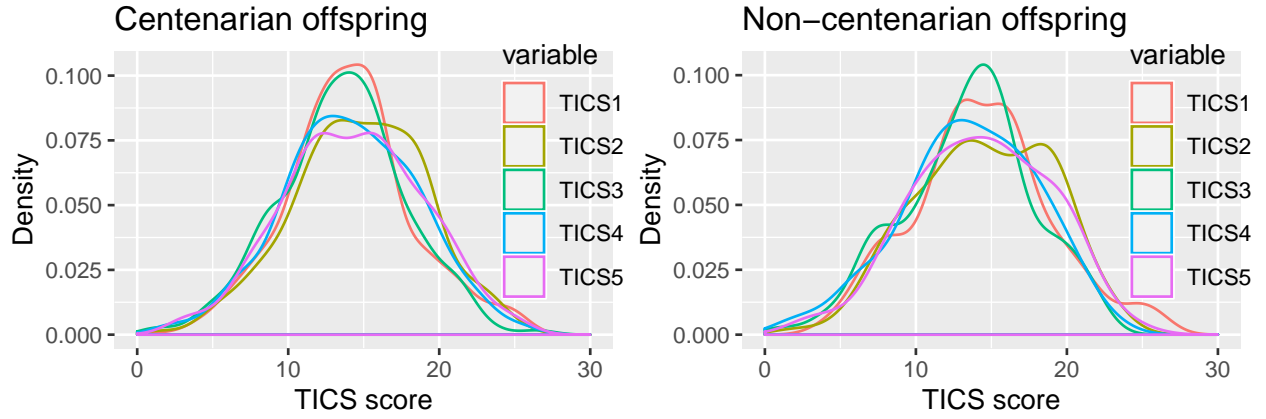 Centenarian offspring
variable
TICS1
TICS2
TICS3
TICS4
TICS5
0.100
0.075
0.050
0.025
0.000
Density
0 10 20 30
TICS score
Non−centenarian offspring
variable
TICS1
TICS2
TICS3
TICS4
TICS5
0.100
0.075
0.050
0.025
0.000
Density
0 10 20 30
TICS score